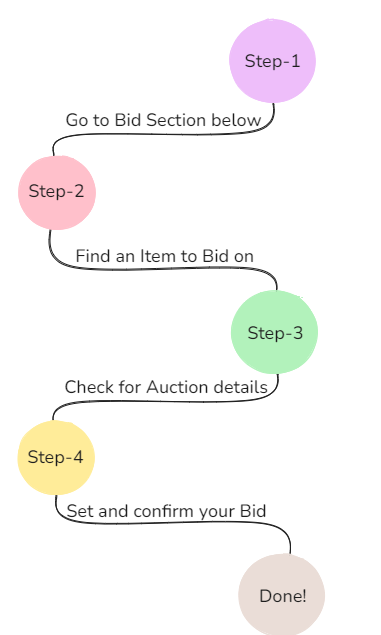 Step-1
Go to Bid Section below
Step-2
Find an Item to Bid on
Step-3
Check for Auction details
Step-4
Set and confirm your Bid
Done!